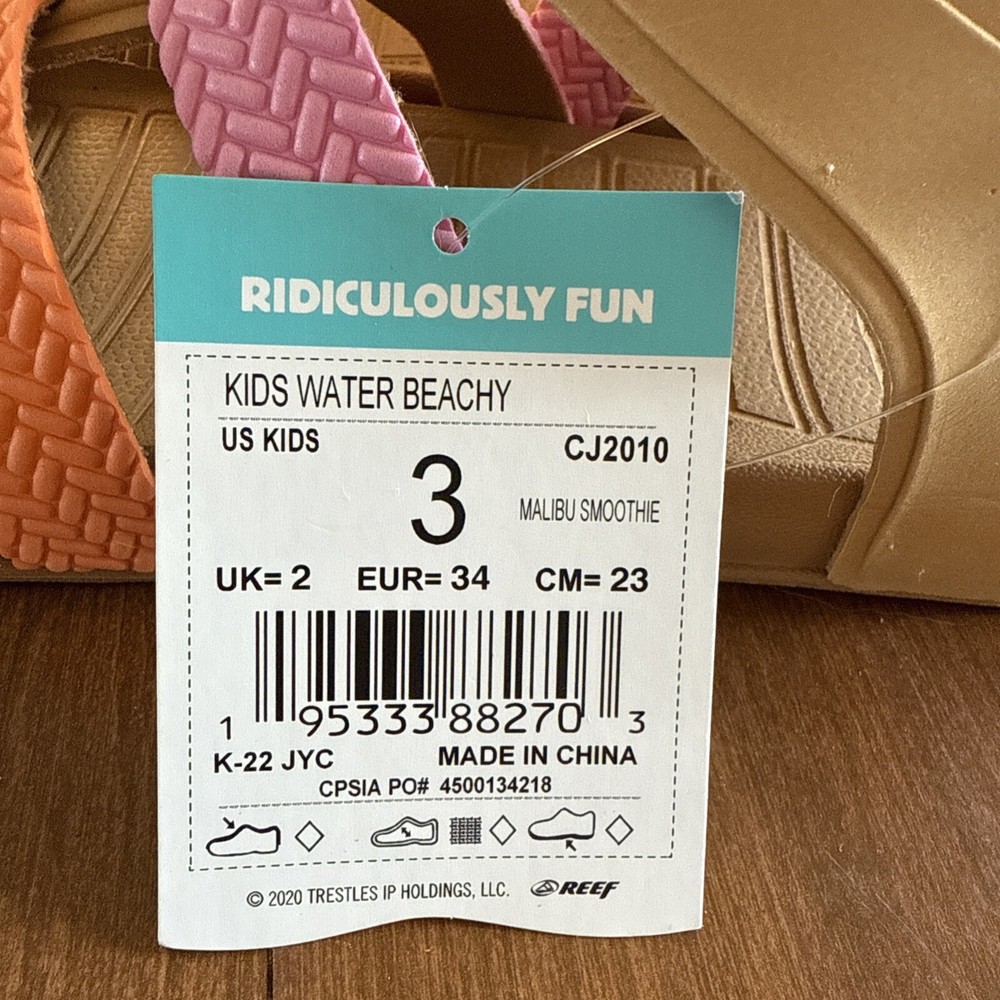 RIDICULOUSLY FUN
KIDS WATER BEACHY
US KIDS
CJ2010
3
MALIBU SMOOTHIE
UK= 2 EUR= 34 CM= 23
1 95333 88270 3
K-22 JYC MADE IN CHINA
CPSIA PO# 4500134218
© 2020 TRESTLES IP HOLDINGS, LLC. REEF